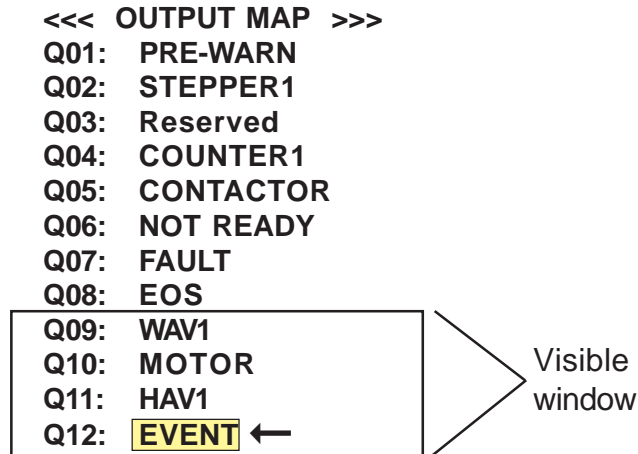 <<< OUTPUT MAP >>>
Q01: PRE-WARN
Q02: STEPPER1
Q03: Reserved
Q04: COUNTER1
Q05: CONTACTOR
Q06: NOT READY
Q07: FAULT
Q08: EOS
Q09: WAV1
Q10: MOTOR
Q11: HAV1
Q12: EVENT ←
Visible
window